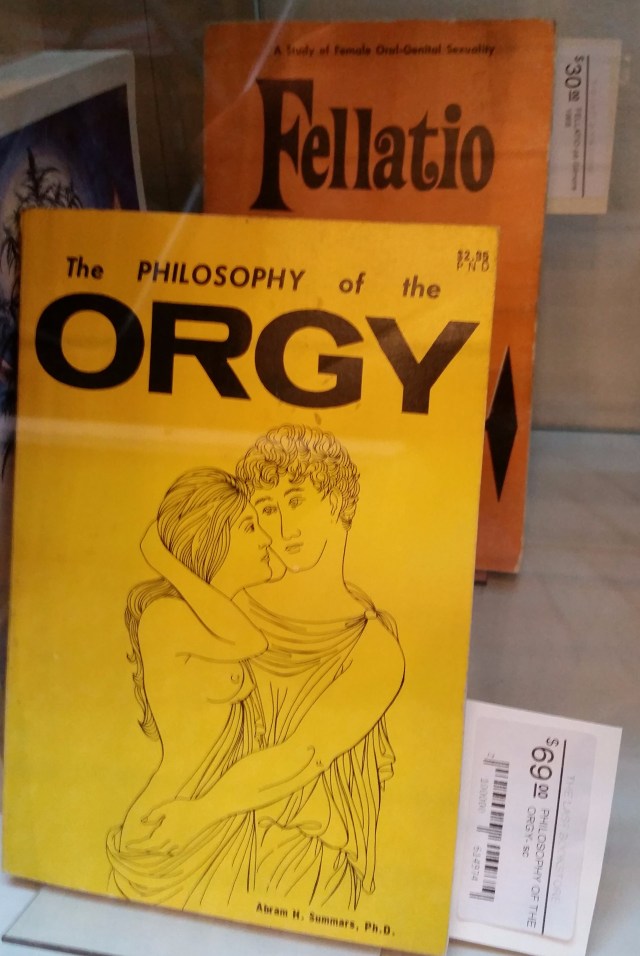 A Study of Female Oral-Genital Sexuality
Fellatio
$30.00
The PHILOSOPHY of the
ORGY
$2.95
PND
Abram H. Summars, Ph.D.
$69.00
PHILOSOPHY OF THE
ORGY, sc